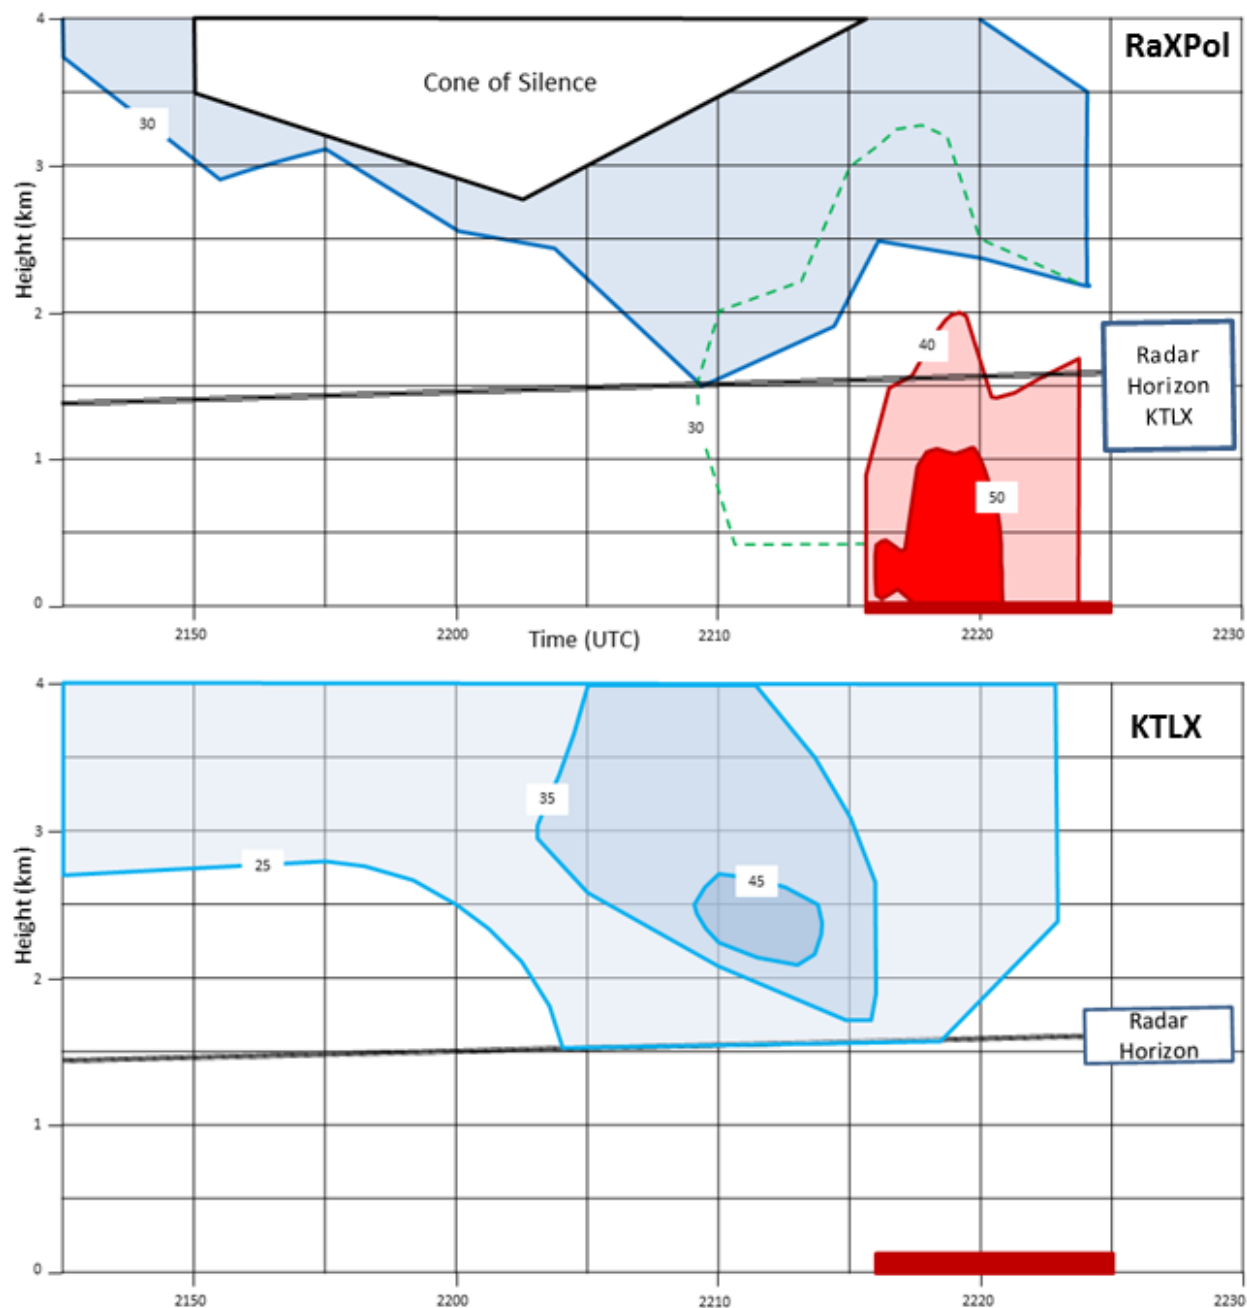 4
RaXPol
Cone of Silence
30
3
Height (km)
2
40
Radar
Horizon
KTLX
30
1
50
0
2150
2200
Time (UTC)
2210
2220
2230
4
KTLX
35
3
25
45
Height (km)
2
Radar
Horizon
1
0
2150
2200
2210
2220
2230